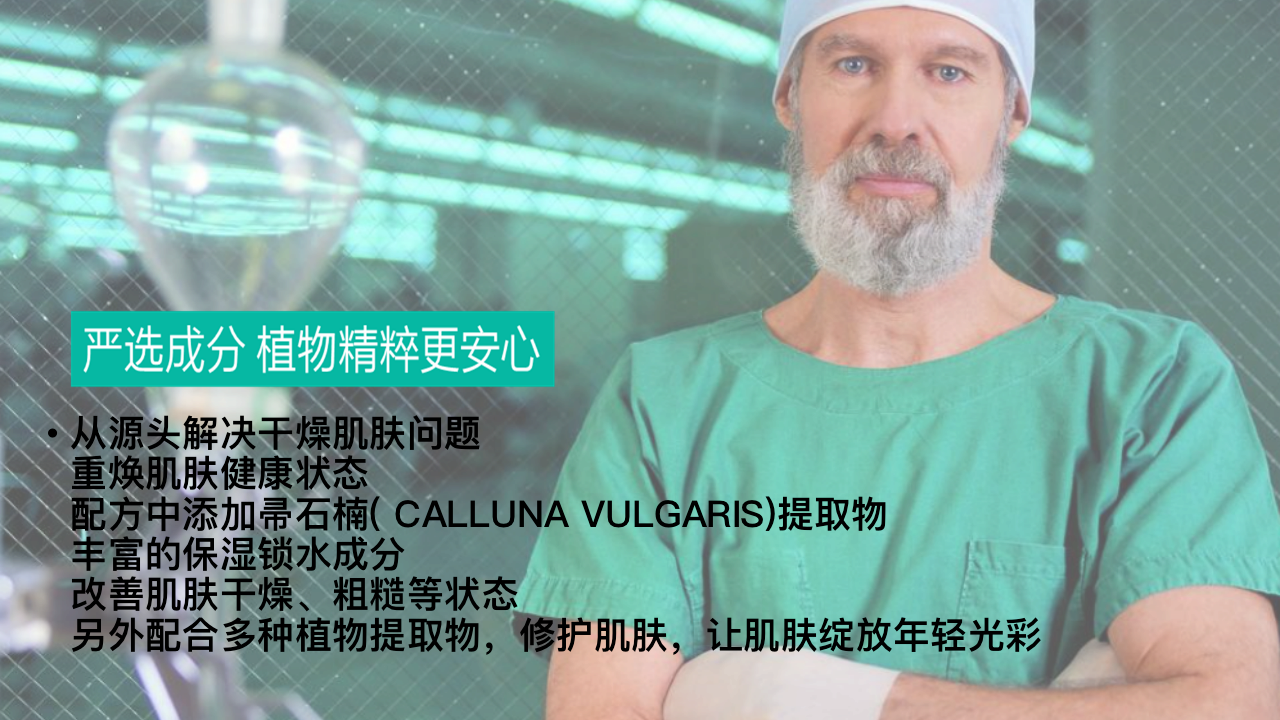 严选成分 植物精粹更安心
• 从源头解决干燥肌肤问题
重焕肌肤健康状态
配方中添加帚石楠( CALLUNA VULGARIS)提取物
丰富的保湿锁水成分
改善肌肤干燥、粗糙等状态
另外配合多种植物提取物，修护肌肤，让肌肤绽放年轻光彩